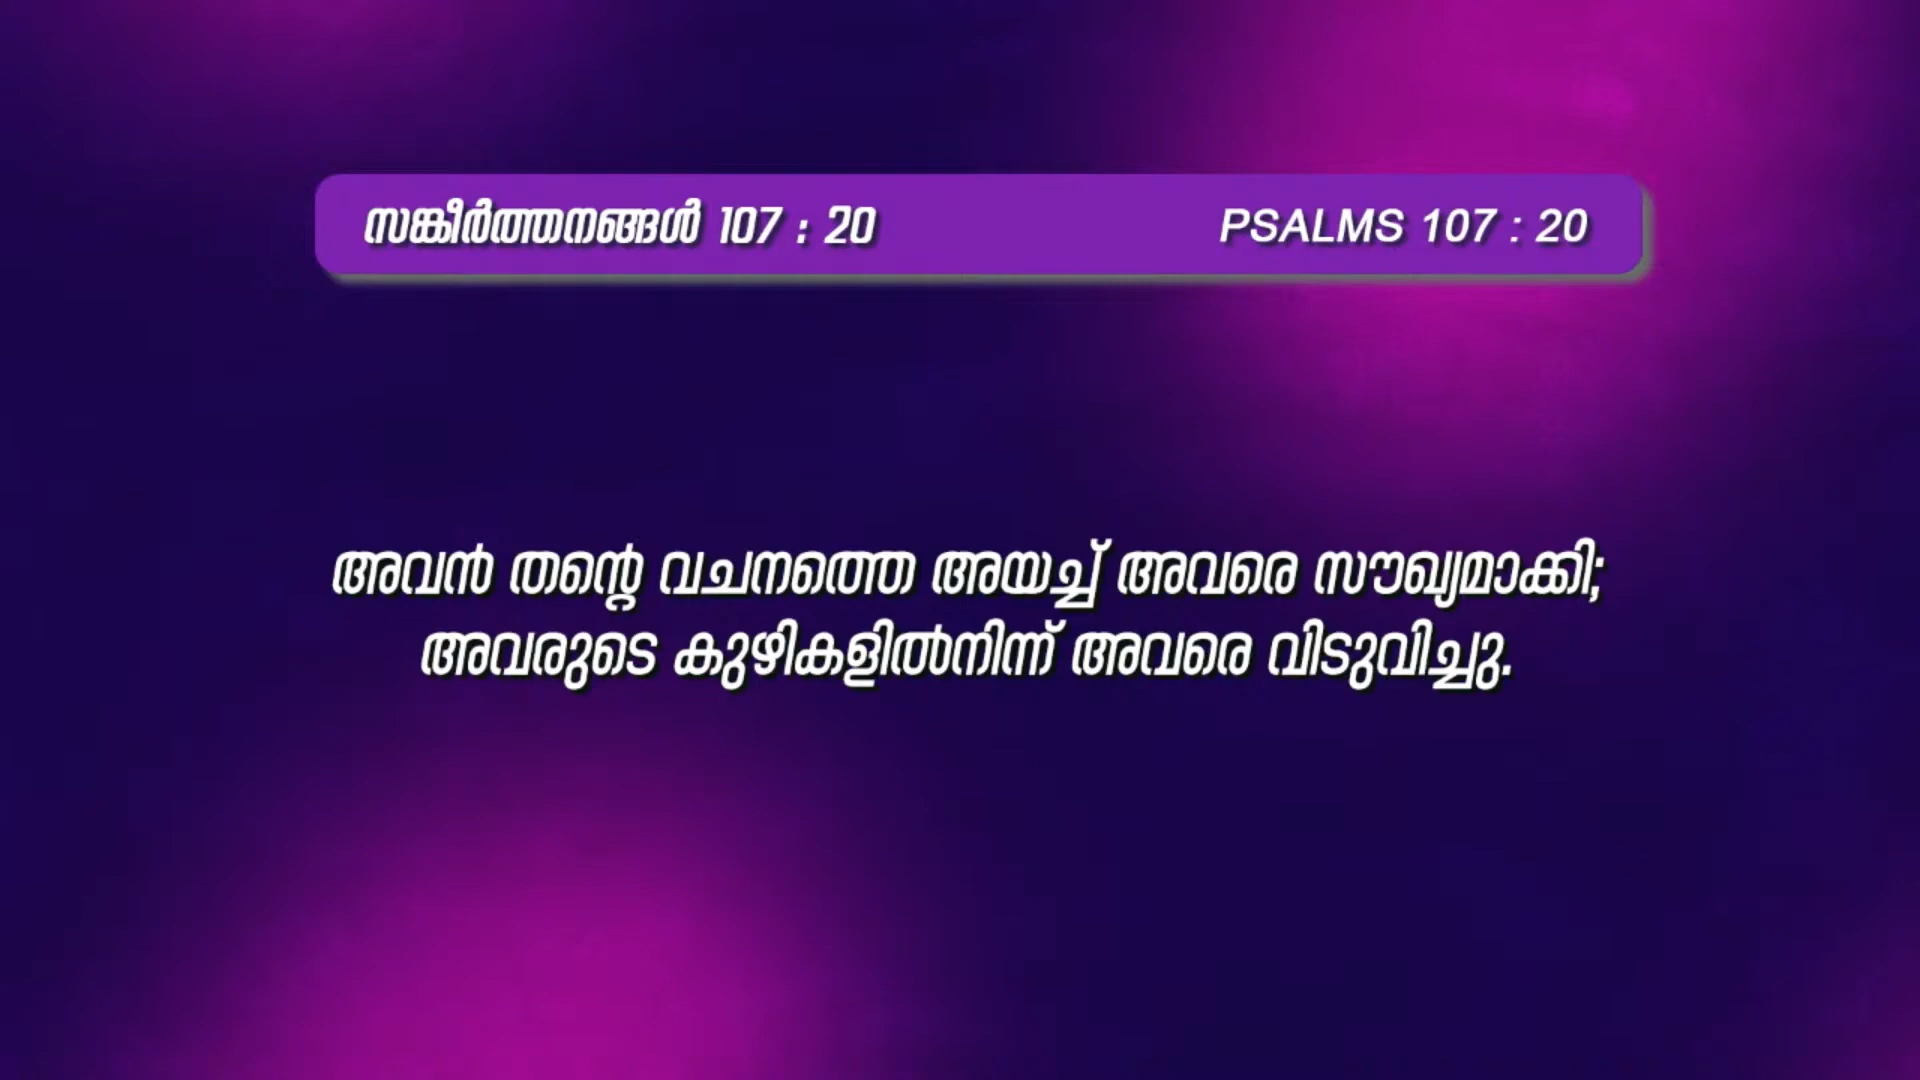 സങ്കീർത്തനങ്ങൾ 107 : 20 PSALMS 107 : 20
അവൻ തന്റെ വചനത്തെ അയച്ച് അവരെ സൗഖ്യമാക്കി;
അവരുടെ കുഴികളിൽനിന്ന് അവരെ വിടുവിച്ചു.